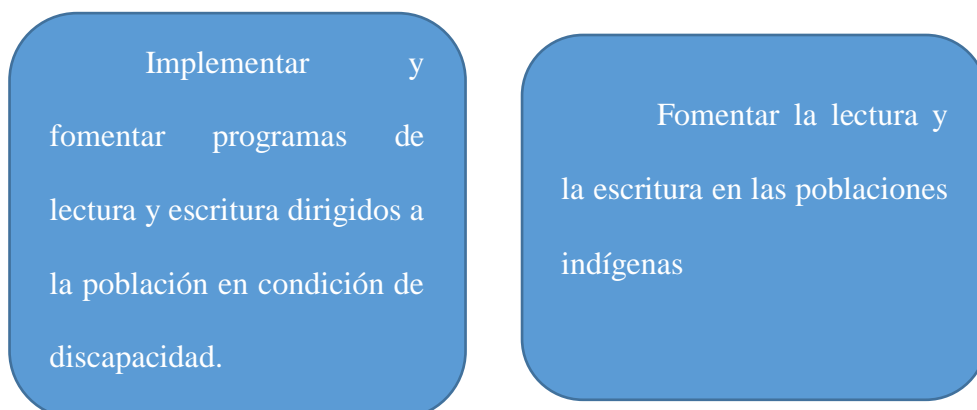 Implementar y
fomentar programas de
lectura y escritura dirigidos a
la población en condición de
discapacidad.
Fomentar la lectura y
la escritura en las poblaciones
indígenas